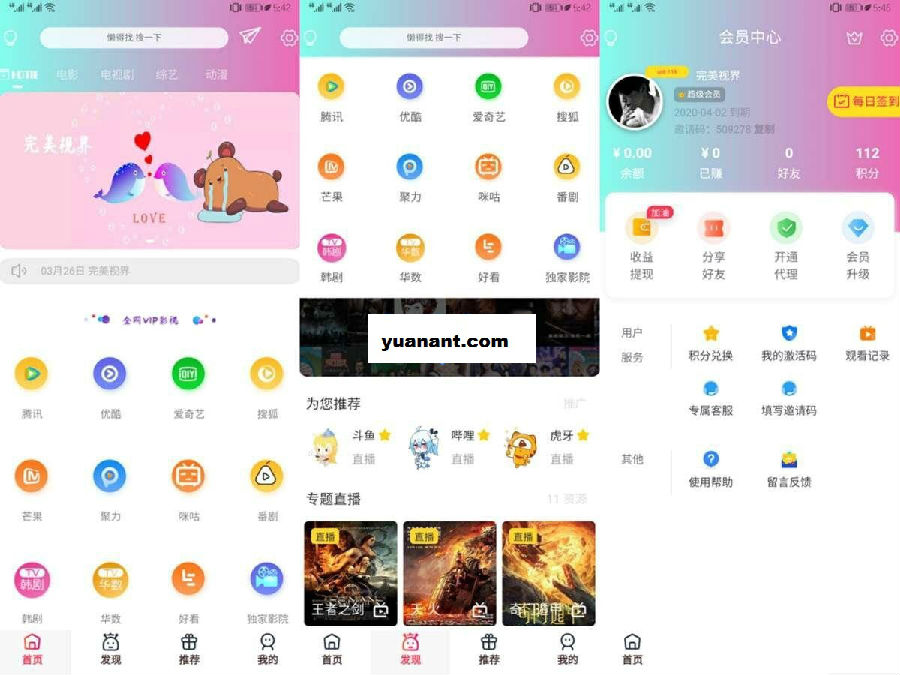 5:42
懒得找 搜一下
HOME 电影 电视剧 综艺 动漫
完美视界
LOVE
03月26日 完美视界
全网VIP影视
腾讯 优酷 爱奇艺 搜狐
芒果 聚力 咪咕 番剧
TV
韩剧
TV
华数
韩剧 华数 好看 独家影院
首页 发现 推荐 我的
5:42
懒得找 搜一下
腾讯 优酷 爱奇艺 搜狐
芒果 聚力 咪咕 番剧
TV
韩剧
TV
华数
韩剧 华数 好看 独家影院
yuanant.com
为您推荐 推广
斗鱼 哔哩 虎牙
直播 直播 直播
专题直播 11 资源
直播 直播 直播
王者之剑 天火 奇门遁甲
首页 发现 推荐 我的
5:45
会员中心
完美视界
超级会员
每日签到
2020-04-02 到期
邀请码：509278 复制
¥0.00 ¥0 0 112
余额 已赚 好友 积分
加油
收益 分享 开通 会员
提现 好友 代理 升级
用户
服务
积分兑换 我的激活码 观看记录
专属客服 填写邀请码
其他
使用帮助 留言反馈
首页